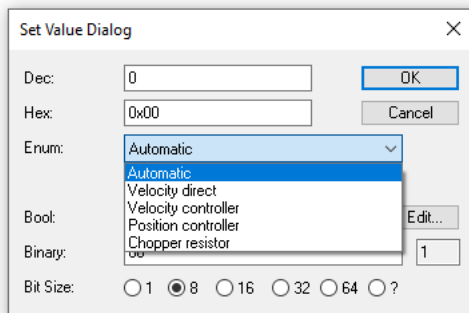 Set Value Dialog
Dec: 0 OK
Hex: 0x00 Cancel
Enum: Automatic
Automatic
Velocity direct
Velocity controller
Position controller
Chopper resistor
Bool: Edit...
Binary: 1
Bit Size: 1 8 16 32 64 ?